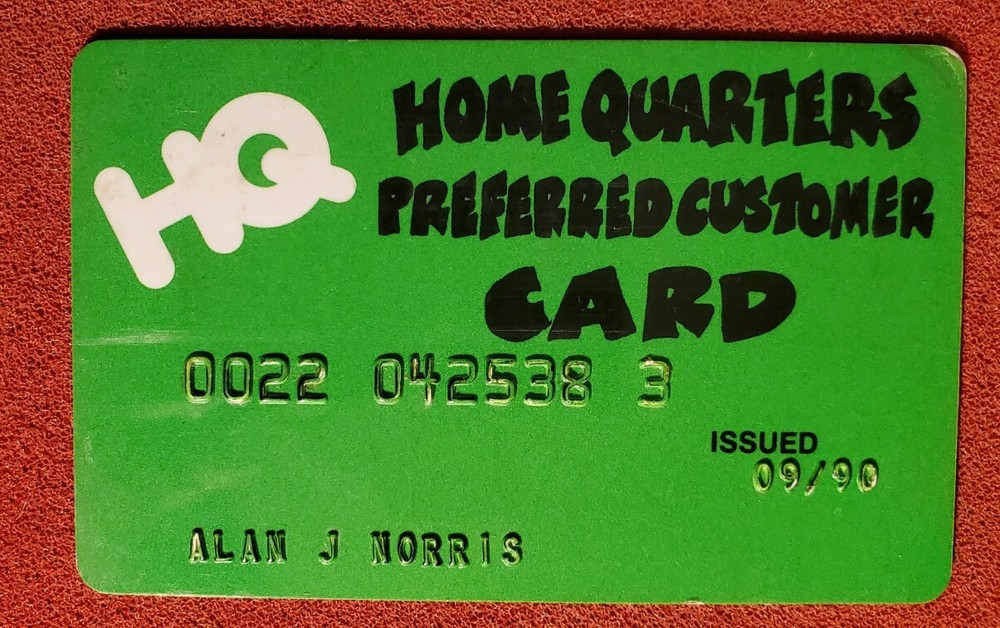 HQ
HOME QUARTERS
PREFERRED CUSTOMER
CARD
0022 042538 3
ISSUED
09/90
ALAN J NORRIS